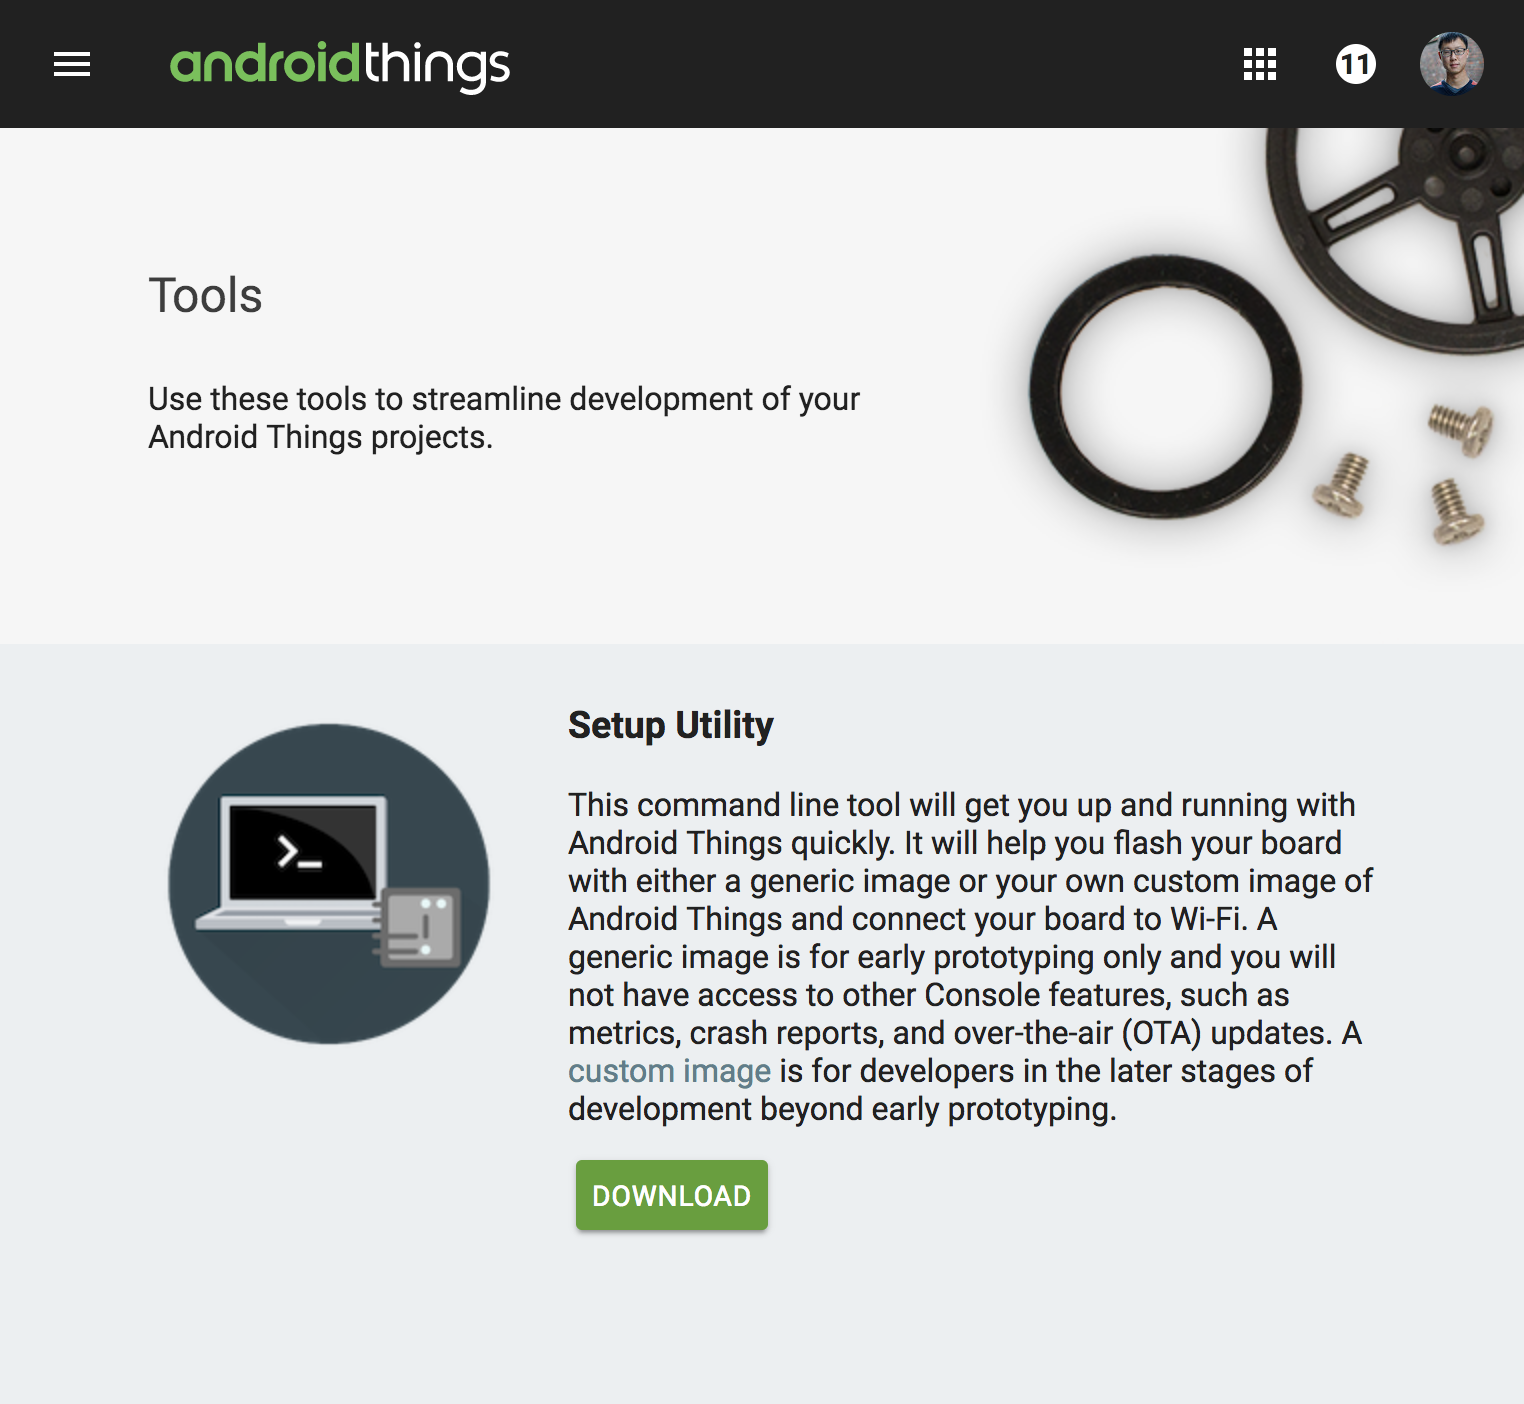 androidthings
11
Tools
Use these tools to streamline development of your
Android Things projects.
Setup Utility
This command line tool will get you up and running with
Android Things quickly. It will help you flash your board
with either a generic image or your own custom image of
Android Things and connect your board to Wi-Fi. A
generic image is for early prototyping only and you will
not have access to other Console features, such as
metrics, crash reports, and over-the-air (OTA) updates. A
custom image is for developers in the later stages of
development beyond early prototyping.
DOWNLOAD